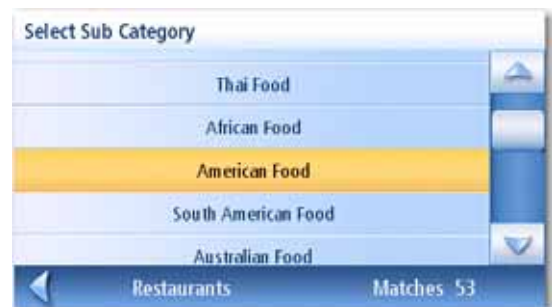 Select Sub Category
Thai Food
African Food
American Food
South American Food
Australian Food
Restaurants Matches 53